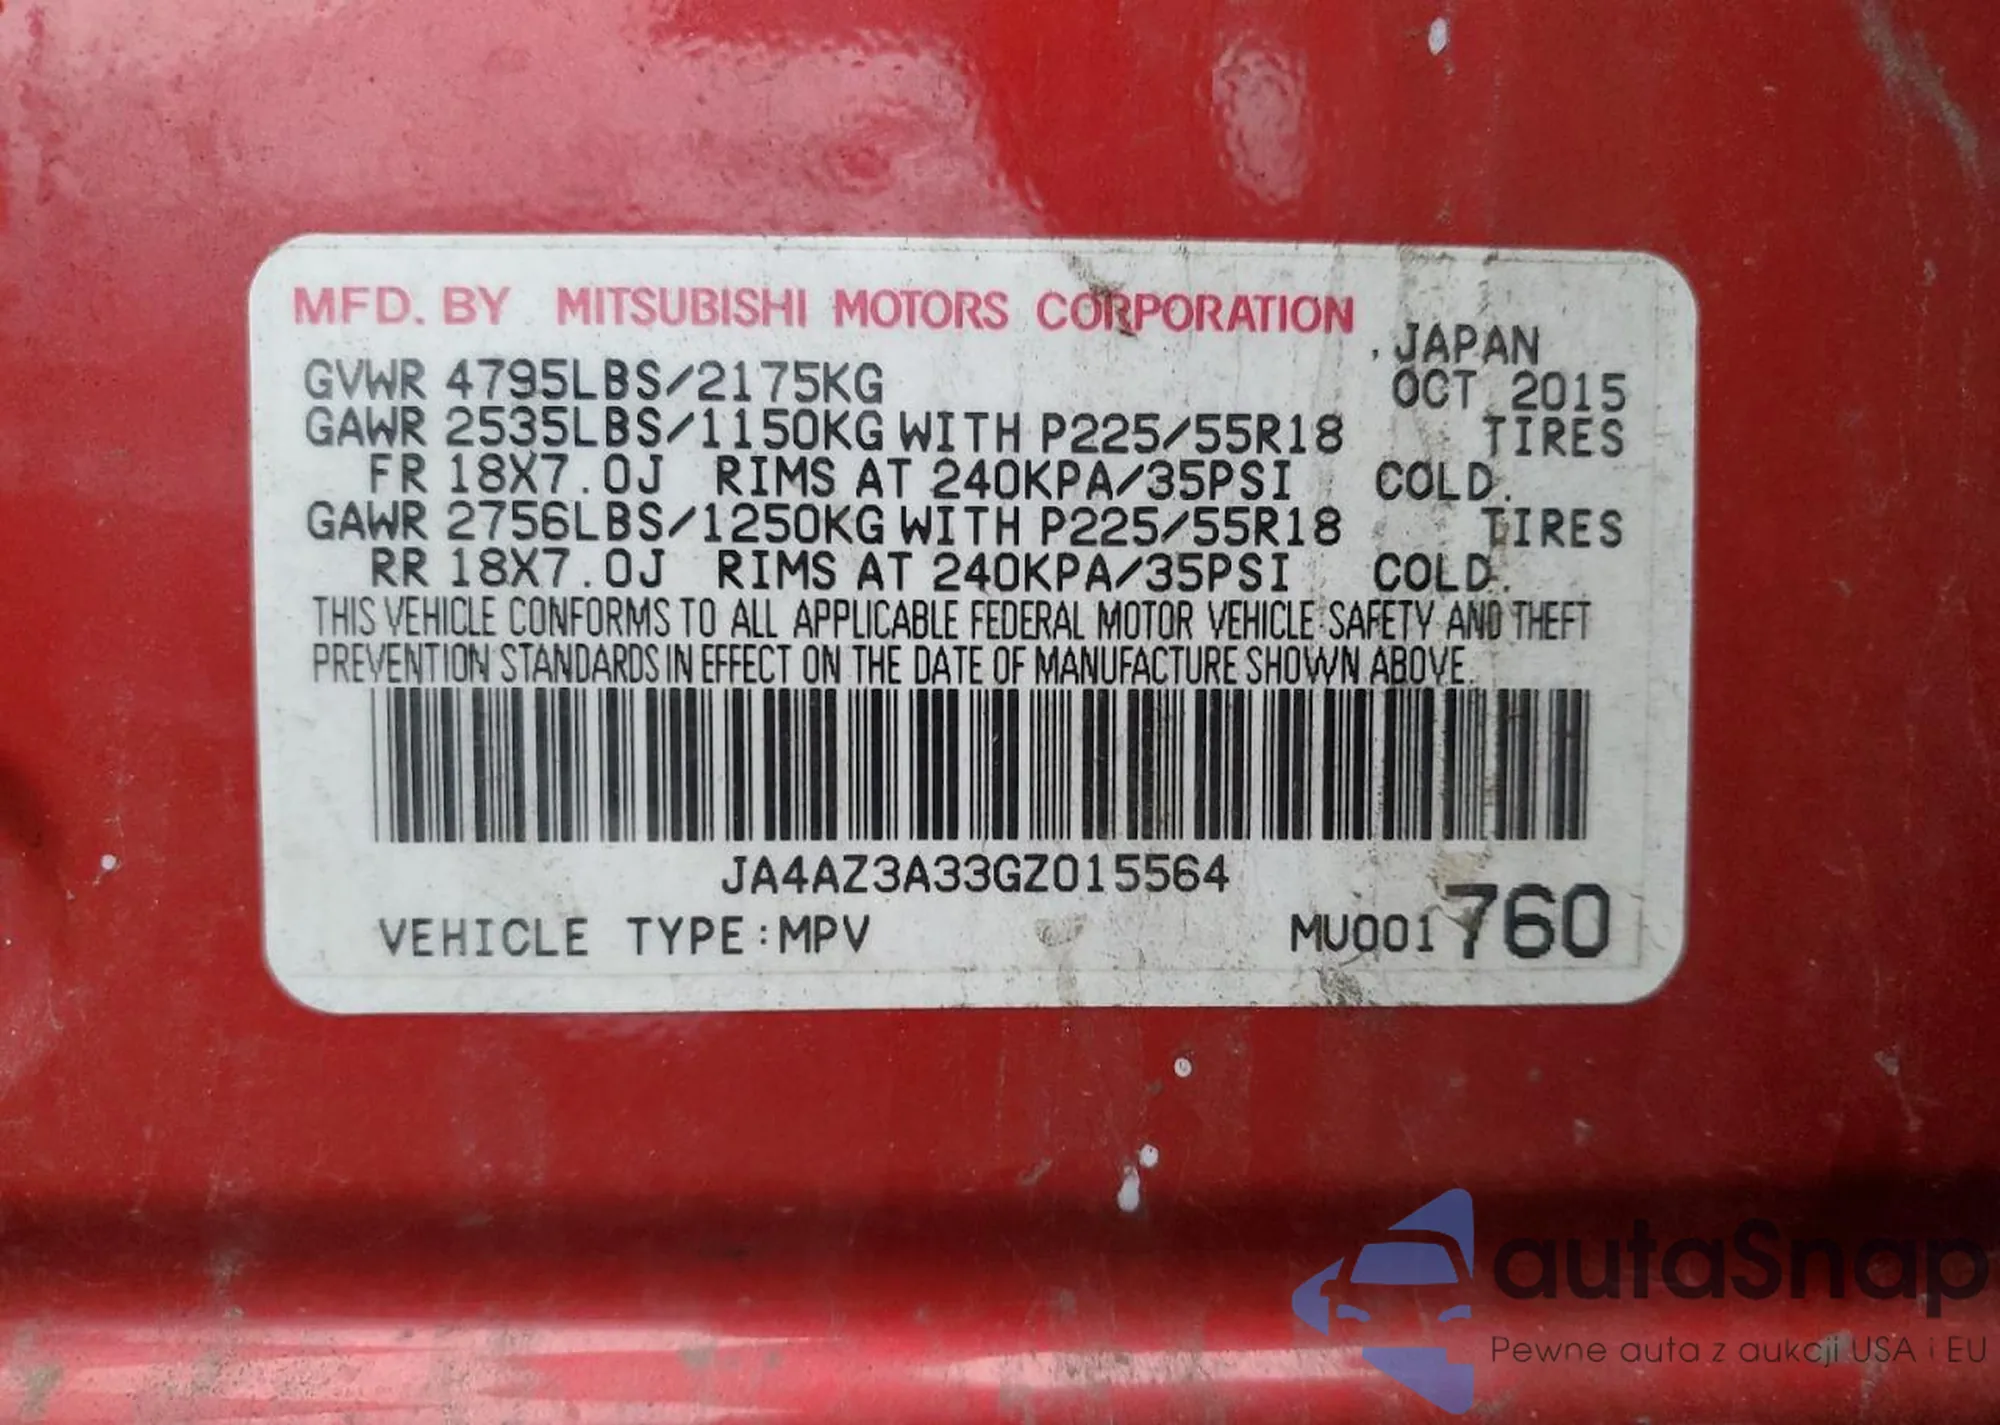 MFD. BY MITSUBISHI MOTORS CORPORATION
, JAPAN
GVWR 4795LBS/2175KG OCT 2015
GAWR 2535LBS/1150KG WITH P225/55R18 TIRES
FR 18X7.0J RIMS AT 240KPA/35PSI COLD.
GAWR 2756LBS/1250KG WITH P225/55R18 TIRES
RR 18X7.0J RIMS AT 240KPA/35PSI COLD.
THIS VEHICLE CONFORMS TO ALL APPLICABLE FEDERAL MOTOR VEHICLE SAFETY AND THEFT
PREVENTION STANDARDS IN EFFECT ON THE DATE OF MANUFACTURE SHOWN ABOVE.
JA4AZ3A33GZ015564
VEHICLE TYPE:MPV MU001760
autaSnap
Pewne auta z aukcji USA i EU